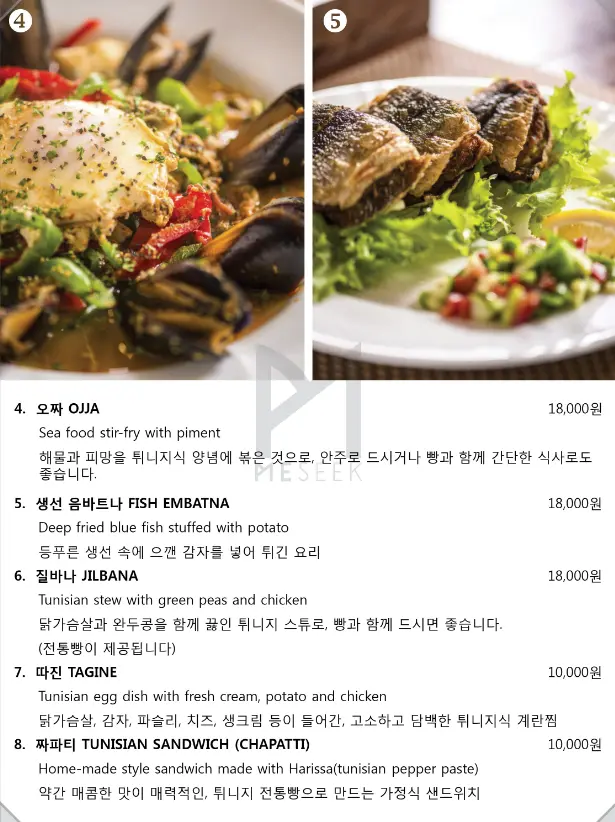 4
5
4. 오짜 OJJA 18,000원
Sea food stir-fry with piment
해물과 피망을 튀니지식 양념에 볶은 것으로, 안주로 드시거나 빵과 함께 간단한 식사로도
좋습니다.
MESEEK
5. 생선 음바트나 FISH EMBATNA 18,000원
Deep fried blue fish stuffed with potato
등푸른 생선 속에 으깬 감자를 넣어 튀긴 요리
6. 질바나 JILBANA 18,000원
Tunisian stew with green peas and chicken
닭가슴살과 완두콩을 함께 끓인 튀니지 스튜로, 빵과 함께 드시면 좋습니다.
(전통빵이 제공됩니다)
7. 따진 TAGINE 10,000원
Tunisian egg dish with fresh cream, potato and chicken
닭가슴살, 감자, 파슬리, 치즈, 생크림 등이 들어간, 고소하고 담백한 튀니지식 계란찜
8. 짜파티 TUNISIAN SANDWICH (CHAPATTI) 10,000원
Home-made style sandwich made with Harissa(tunisian pepper paste)
약간 매콤한 맛이 매력적인, 튀니지 전통빵으로 만드는 가정식 샌드위치